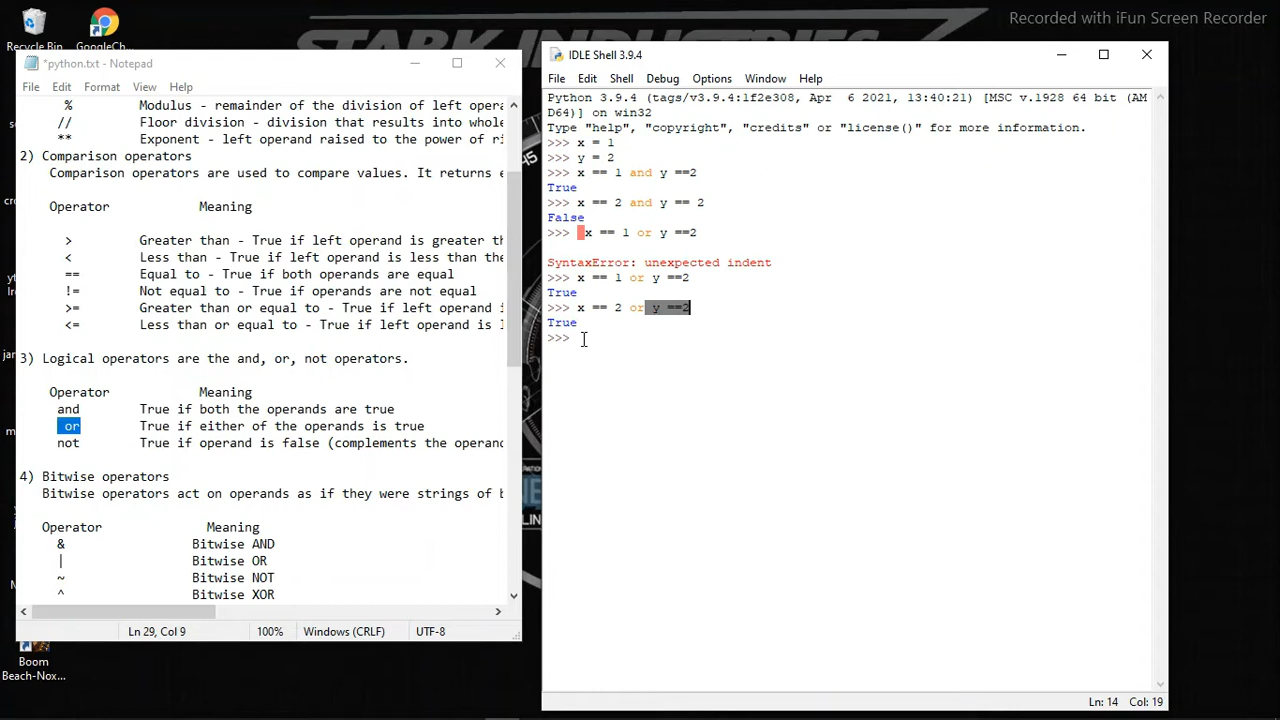 Recorded with iFun Screen Recorder
STARK INDUSTRIES
Recycle Bin
GoogleCh...
*python.txt - Notepad
File Edit Format View Help
% Modulus - remainder of the division of left opera
// Floor division - division that results into whole
** Exponent - left operand raised to the power of ri
2) Comparison operators
Comparison operators are used to compare values. It returns e
Operator Meaning
> Greater than - True if left operand is greater th
< Less than - True if left operand is less than the
== Equal to - True if both operands are equal
!= Not equal to - True if operands are not equal
>= Greater than or equal to - True if left operand i
<= Less than or equal to - True if left operand is l
3) Logical operators are the and, or, not operators.
Operator Meaning
and True if both the operands are true
or True if either of the operands is true
not True if operand is false (complements the operand
4) Bitwise operators
Bitwise operators act on operands as if they were strings of b
Operator Meaning
& Bitwise AND
| Bitwise OR
~ Bitwise NOT
^ Bitwise XOR
Ln 29, Col 9 100% Windows (CRLF) UTF-8
Boom
Beach-Nox...
IDLE Shell 3.9.4
File Edit Shell Debug Options Window Help
Python 3.9.4 (tags/v3.9.4:1f2e308, Apr 6 2021, 13:40:21) [MSC v.1928 64 bit (AM
D64)] on win32
Type "help", "copyright", "credits" or "license()" for more information.
>>> x = 1
>>> y = 2
>>> x == 1 and y ==2
True
>>> x == 2 and y == 2
False
>>> x == 1 or y ==2
SyntaxError: unexpected indent
>>> x == 1 or y ==2
True
>>> x == 2 or y ==2
True
>>>
Ln: 14 Col: 19